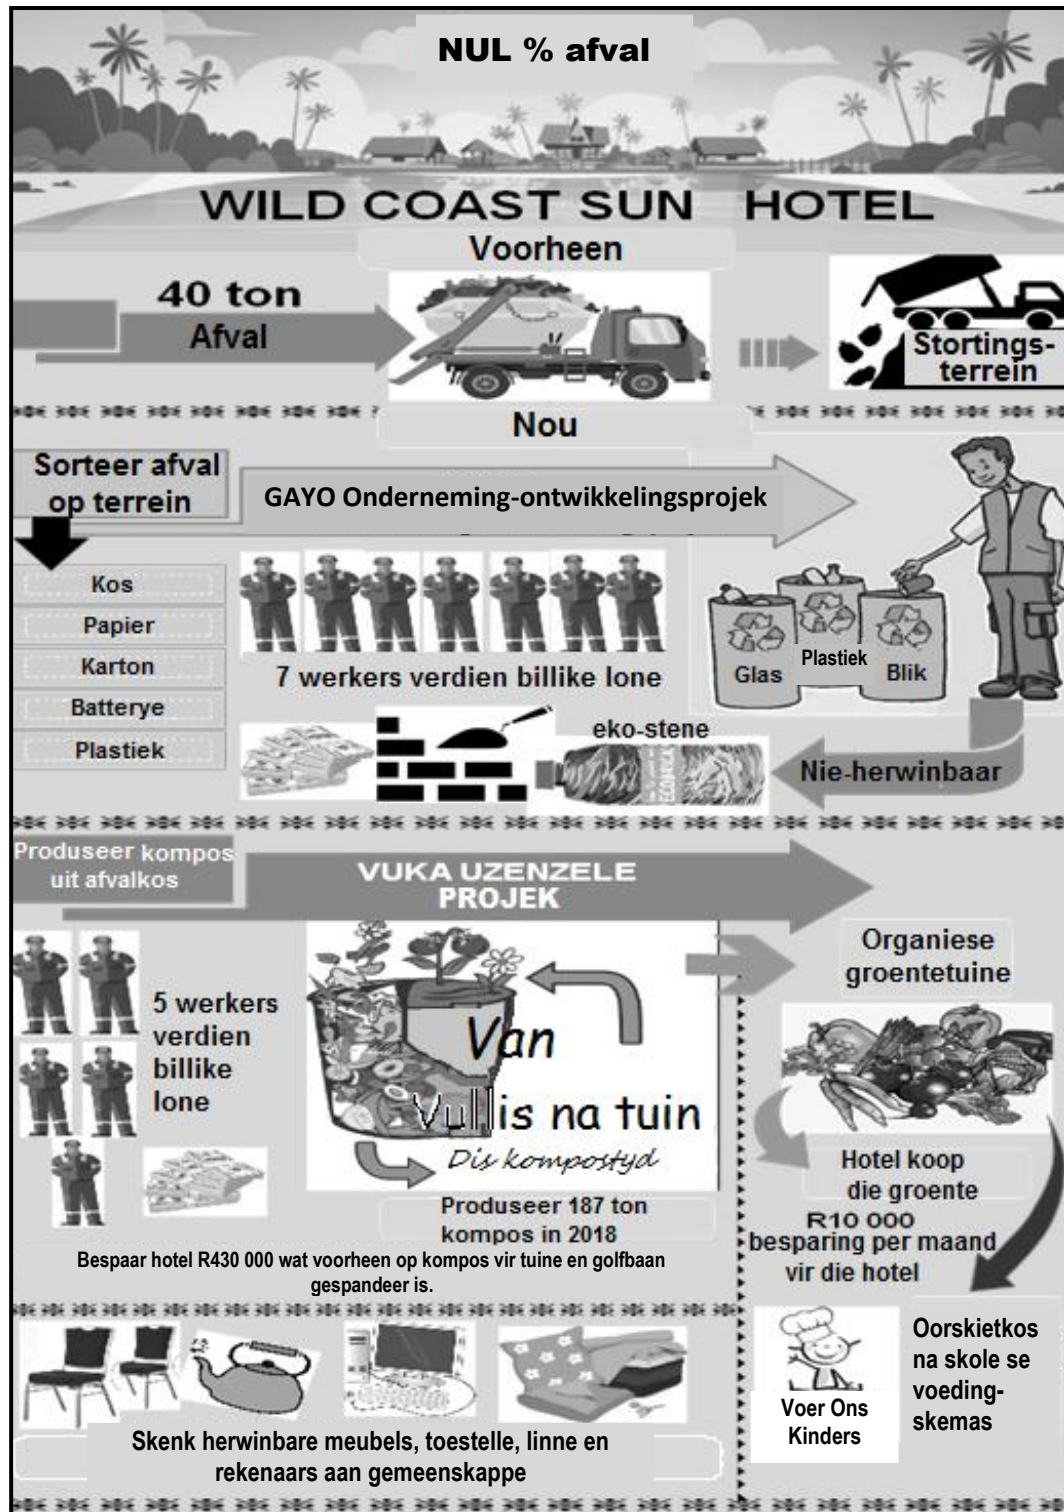 NUL % afval
WILD COAST SUN HOTEL
Voorheen
40 ton
Afval
Stortings-
terrein
Nou
Sorteer afval
op terrein
GAYO Onderneming-ontwikkelingsprojek
Kos
Papier
Karton
Batterye
Plastiek
7 werkers verdien billike lone
Glas
Plastiek
Blik
eko-stene
Nie-herwinbaar
Produseer kompos
uit afvalkos
VUKA UZENZELE
PROJEK
5 werkers
verdien
billike
lone
Van
Vullis na tuin
Dis kompostyd
Produseer 187 ton
kompos in 2018
Bespaar hotel R430 000 wat voorheen op kompos vir tuine en golfbaan
gespandeer is.
Organiese
groentetuine
Hotel koop
die groente
R10 000
besparing per maand
vir die hotel
Oorskietkos
na skole se
voeding-
skemas
Voer Ons
Kinders
Skenk herwinbare meubels, toestelle, linne en
rekenaars aan gemeenskappe